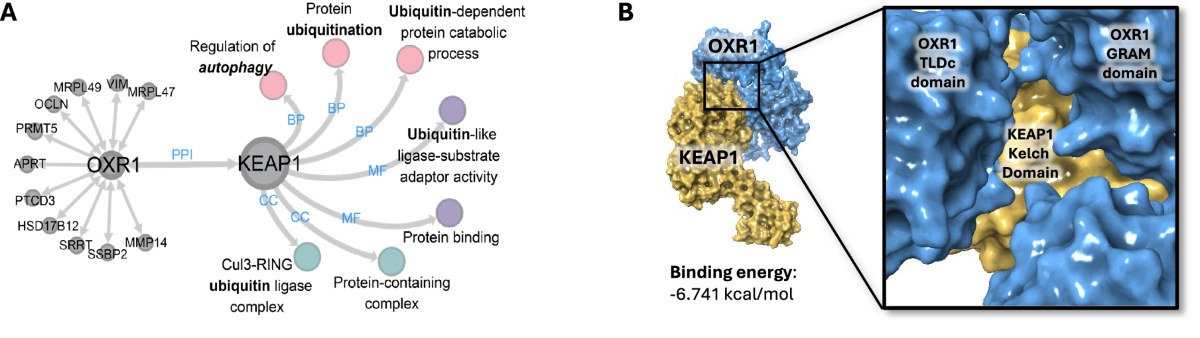 A
Regulation of
autophagy
Protein
ubiquitination
Ubiquitin-dependent
protein catabolic
process
BP
BP
BP
Ubiquitin-like
ligase-substrate
adaptor activity
MF
MF
Protein binding
CC
CC
Cul3-RING
ubiquitin ligase
complex
Protein-containing
complex
OXR1
PPI
KEAP1
MRPL49
VIM
MRPL47
OCLN
PRMT5
APRT
PTCD3
HSD17B12
SRRT
SSBP2
MMP14
B
OXR1
KEAP1
Binding energy:
-6.741 kcal/mol
OXR1
TLDc
domain
OXR1
GRAM
domain
KEAP1
Kelch
Domain